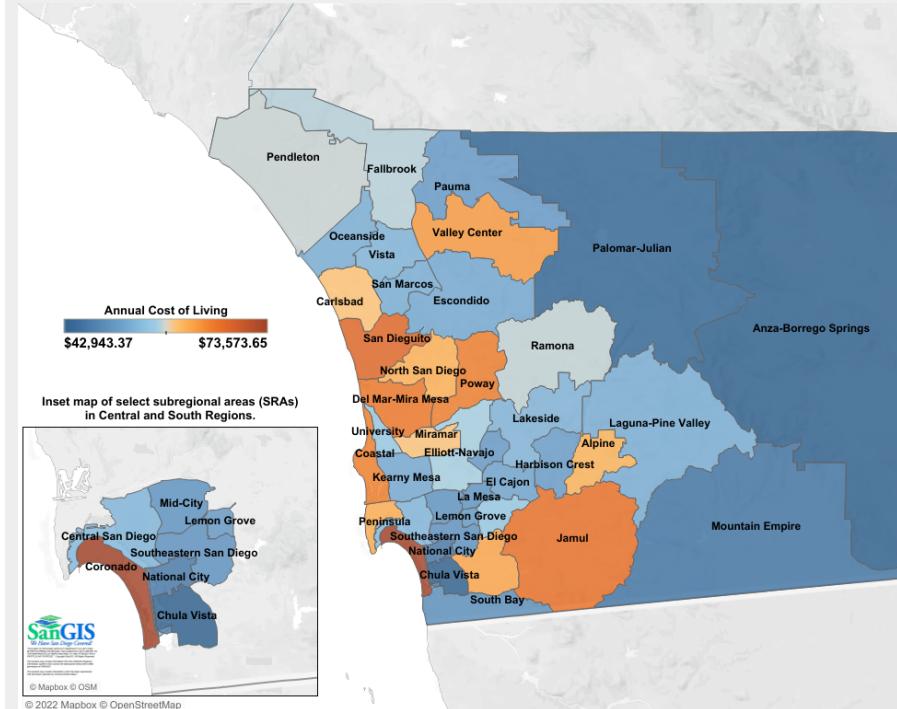 Pendleton
Fallbrook
Pauma
Oceanside
Valley Center
Vista
Palomar-Julian
San Marcos
Carlsbad
Escondido
Annual Cost of Living
$42,943.37
$73,573.65
Anza-Borrego Springs
San Dieguito
Ramona
North San Diego
Poway
Del Mar-Mira Mesa
Inset map of select subregional areas (SRAs)
in Central and South Regions.
Lakeside
Laguna-Pine Valley
University
Miramar
Alpine
Coastal
Elliott-Navajo
Harbison Crest
Kearny Mesa
El Cajon
La Mesa
Peninsula
Lemon Grove
Mountain Empire
Southeastern San Diego
Jamul
National City
Chula Vista
South Bay
Mid-City
Lemon Grove
Central San Diego
Southeastern San Diego
Coronado
National City
Chula Vista
SanGIS
We Have San Diego Covered!
© Mapbox © OSM
© 2022 Mapbox © OpenStreetMap